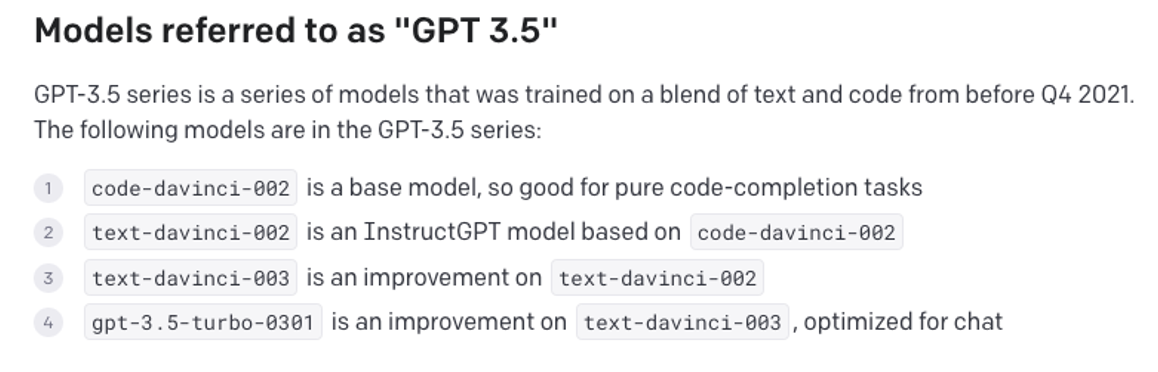 Models referred to as "GPT 3.5"
GPT-3.5 series is a series of models that was trained on a blend of text and code from before Q4 2021.
The following models are in the GPT-3.5 series:
1 code-davinci-002 is a base model, so good for pure code-completion tasks
2 text-davinci-002 is an InstructGPT model based on code-davinci-002
3 text-davinci-003 is an improvement on text-davinci-002
4 gpt-3.5-turbo-0301 is an improvement on text-davinci-003, optimized for chat